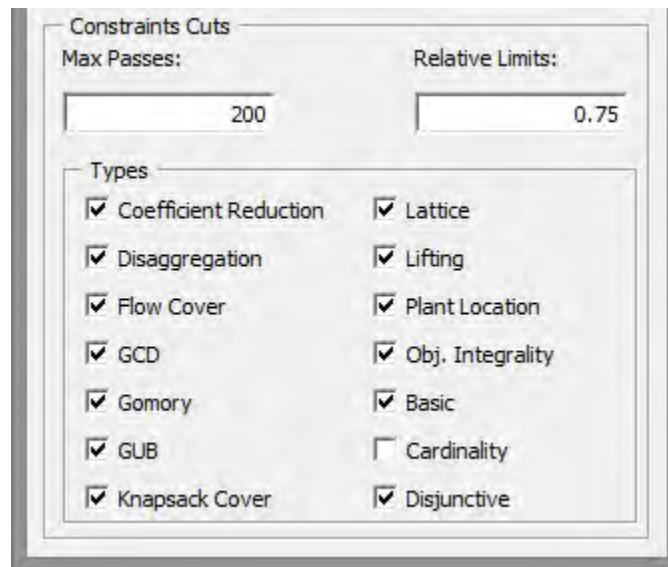 Constraints Cuts
Max Passes: Relative Limits:
200 0.75
Types
Coefficient Reduction Lattice
Disaggregation Lifting
Flow Cover Plant Location
GCD Obj. Integrality
Gomory Basic
GUB Cardinality
Knapsack Cover Disjunctive